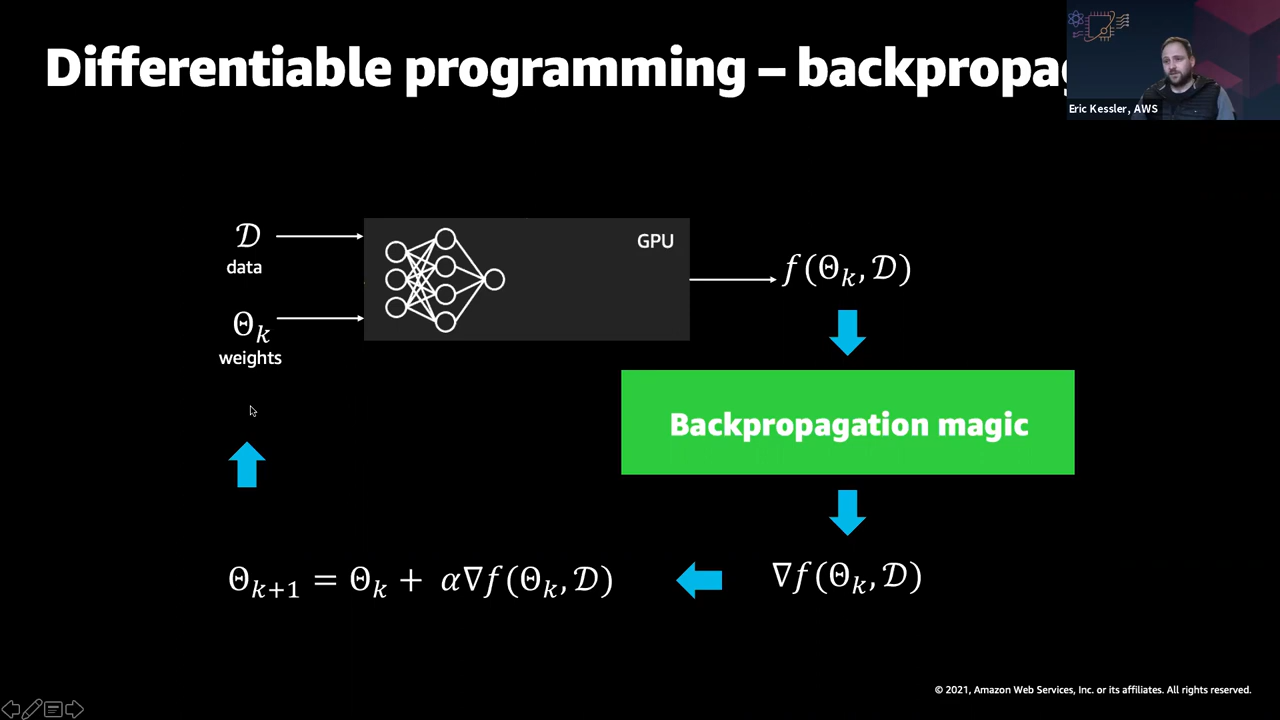 Differentiable programming – backpropag
Eric Kessler, AWS
𝒟
data
GPU
f(Θₖ, 𝒟)
Θₖ
weights
Backpropagation magic
Θₖ₊₁ = Θₖ + α∇f(Θₖ, 𝒟)
∇f(Θₖ, 𝒟)
© 2021, Amazon Web Services, Inc. or its affiliates. All rights reserved.